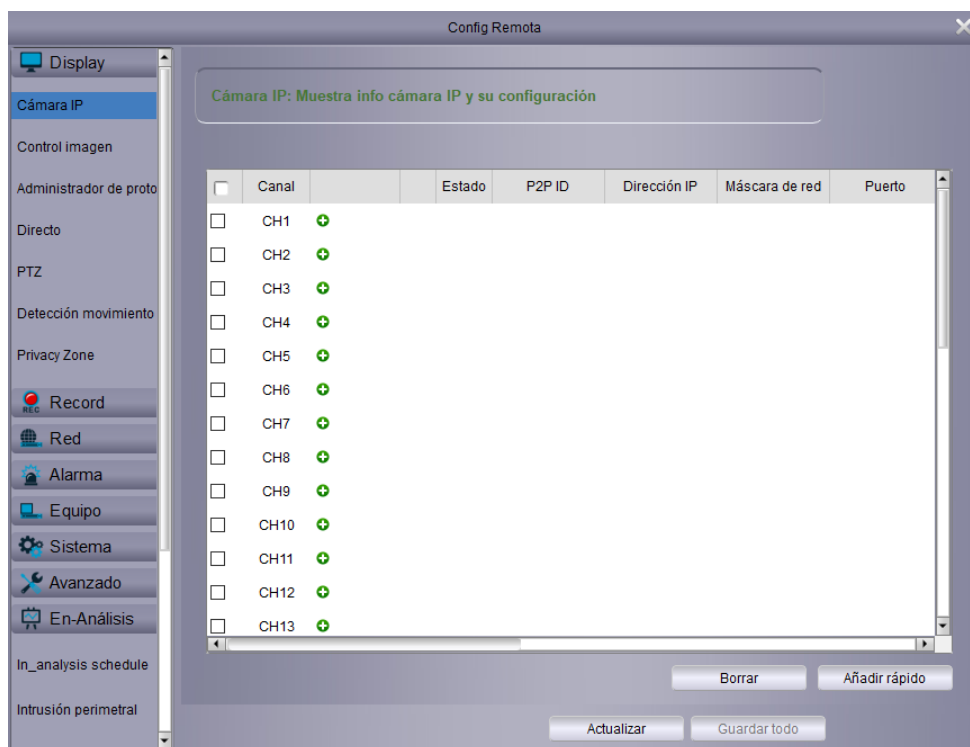 Config Remota
Display
Cámara IP
Control imagen
Administrador de proto
Directo
PTZ
Detección movimiento
Privacy Zone
REC Record
Red
Alarma
Equipo
Sistema
Avanzado
En-Análisis
In_analysis schedule
Intrusión perimetral
Cámara IP: Muestra info cámara IP y su configuración
Canal Estado P2P ID Dirección IP Máscara de red Puerto
CH1
CH2
CH3
CH4
CH5
CH6
CH7
CH8
CH9
CH10
CH11
CH12
CH13
Borrar Añadir rápido
Actualizar Guardar todo